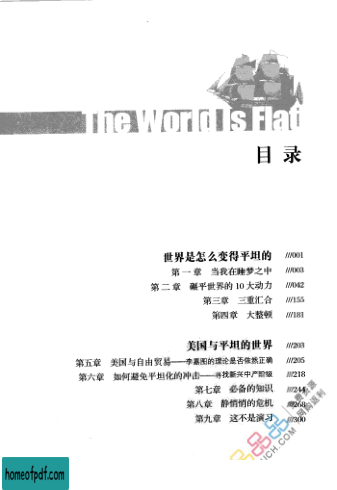 The World Is Flat
目录
世界是怎么变得平坦的 ///001
第一章 当我在睡梦之中 ///003
第二章 碾平世界的10大动力 ///042
第三章 三重汇合 ///155
第四章 大整顿 ///181
美国与平坦的世界 ///203
第五章 美国与自由贸易——李嘉图的理论是否依然正确 ///205
第六章 如何避免平坦化的冲击——寻找新兴中产阶级 ///218
第七章 必备的知识 ///244
第八章 静悄悄的危机 ///268
第九章 这不是演习 ///300
homeofpdf.com